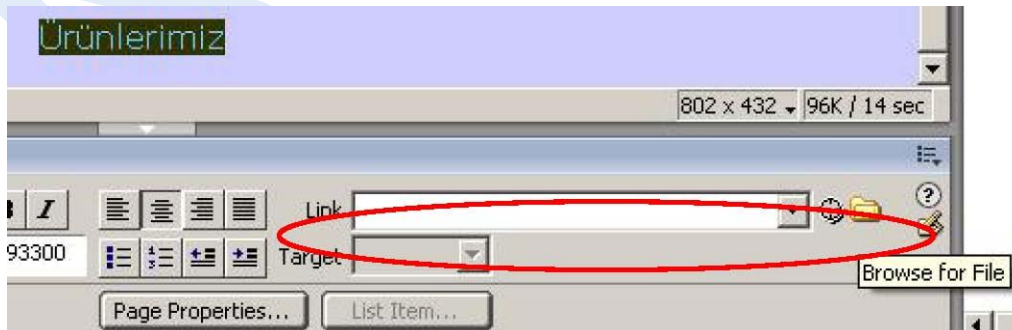 Ürünlerimiz
802 x 432 96K / 14 sec
I Link
93300 Target
Browse for File
Page Properties... List Item...